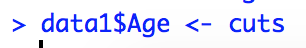 > data1$Age <- cuts